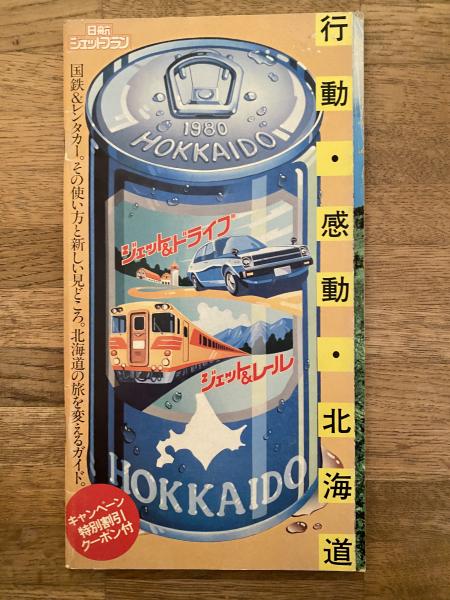 行動・感動・北海道
日航
ジェットプラン
国鉄&レンタカー。その使い方と新しい見どころ。北海道の旅を変えるガイド。
1980
HOKKAIDO
ジェット&ドライブ
ジェット&レール
HOKKAIDO
キャンペーン
特別割引
クーポン付